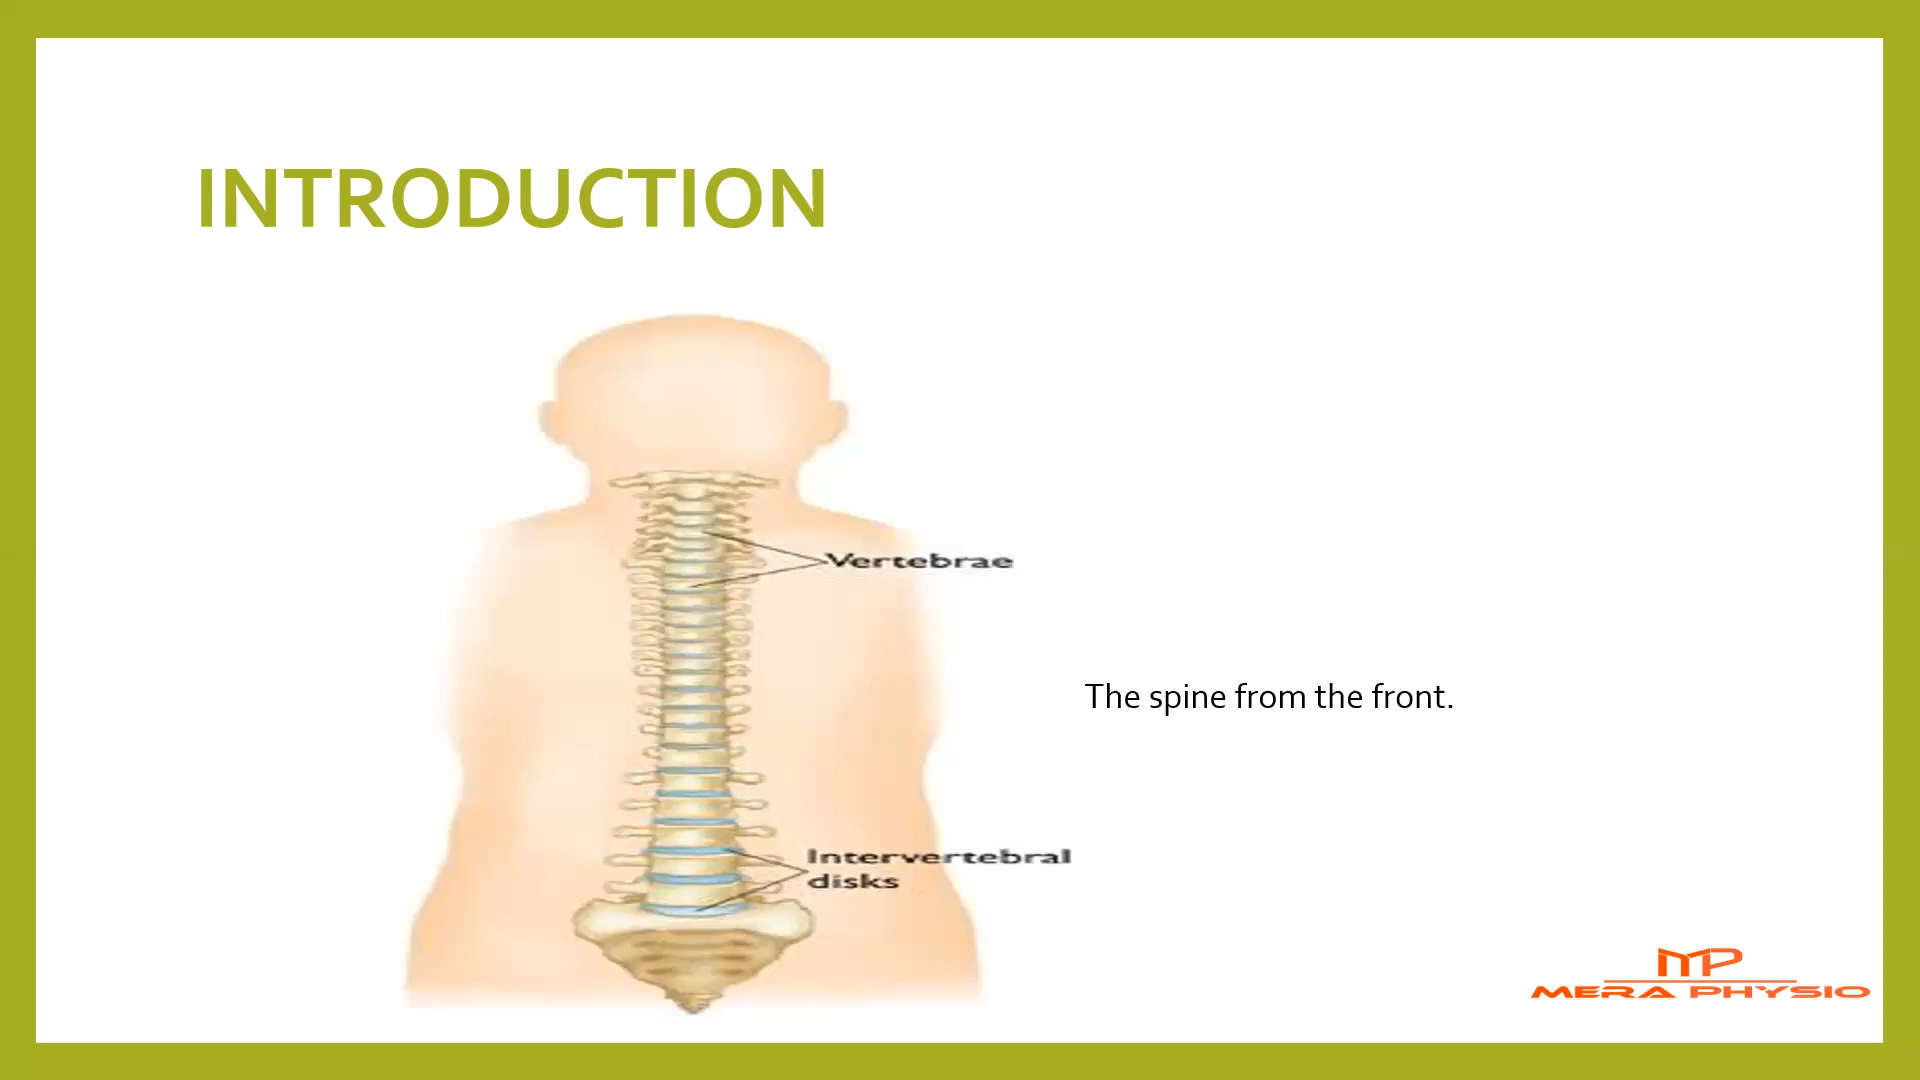 INTRODUCTION
Vertebrae
The spine from the front.
Intervertebral
disks
MP
MERA PHYSIO